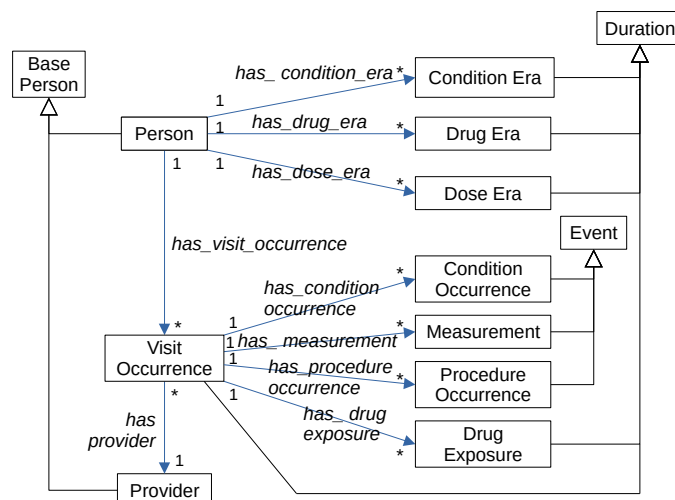 Duration
Base
Person
has_ condition_era
*
Condition Era
1
Person
1
has_drug_era
*
Drug Era
1
1
has_dose_era
*
Dose Era
Event
has_visit_occurrence
*
Condition
Occurrence
has_condition
occurrence
*
1
Visit
Occurrence
1
has_ measurement
*
Measurement
1
has_procedure
occurrence
*
Procedure
Occurrence
*
1
has_drug
exposure
*
Drug
Exposure
has
provider
1
Provider